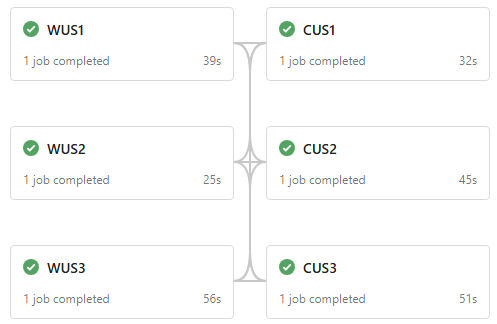 WUS1
1 job completed 39s
CUS1
1 job completed 32s
WUS2
1 job completed 25s
CUS2
1 job completed 45s
WUS3
1 job completed 56s
CUS3
1 job completed 51s